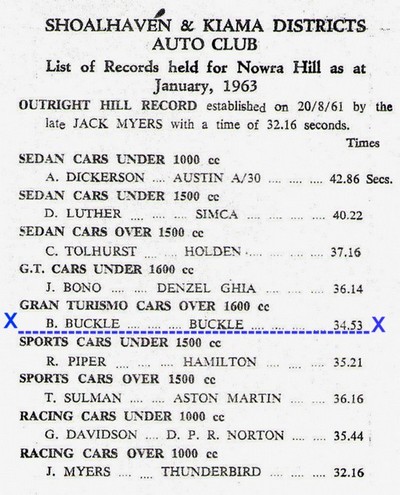 SHOALHAVEN & KIAMA DISTRICTS
AUTO CLUB
List of Records held for Nowra Hill as at
January, 1963
OUTRIGHT HILL RECORD established on 20/8/61 by the
late JACK MYERS with a time of 32.16 seconds.
Times
SEDAN CARS UNDER 1000 cc
A. DICKERSON .... AUSTIN A/30 .... .... .... 42.86 Secs.
SEDAN CARS UNDER 1500 cc
D. LUTHER .... .... SIMCA .... .... .... 40.22
SEDAN CARS OVER 1500 cc
C. TOLHURST .... HOLDEN .... .... .... 37.16
G.T. CARS UNDER 1600 cc
J. BONO .... .... DENZEL GHIA .... .... 36.14
GRAN TURISMO CARS OVER 1600 cc
X B. BUCKLE .... .... BUCKLE .... .... .... 34.53 X
SPORTS CARS UNDER 1500 cc
R. PIPER .... .... HAMILTON .... .... 35.21
SPORTS CARS OVER 1500 cc
T. SULMAN .... ASTON MARTIN .... .... 36.16
RACING CARS UNDER 1000 cc
G. DAVIDSON .... D. P. R. NORTON .... .... 35.44
RACING CARS OVER 1000 cc
J. MYERS .... .... THUNDERBIRD .... .... 32.16